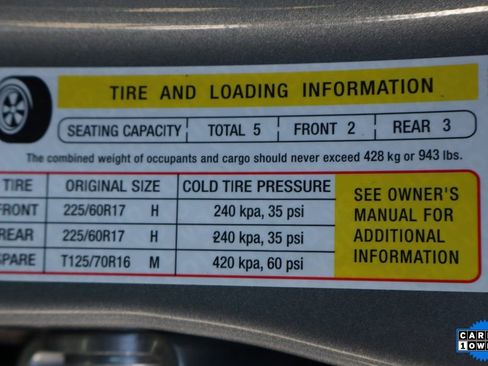 TIRE AND LOADING INFORMATION
SEATING CAPACITY TOTAL 5 FRONT 2 REAR 3
The combined weight of occupants and cargo should never exceed 428 kg or 943 lbs.
TIRE ORIGINAL SIZE COLD TIRE PRESSURE
FRONT 225/60R17 H 240 kpa, 35 psi
REAR 225/60R17 H 240 kpa, 35 psi
SPARE T125/70R16 M 420 kpa, 60 psi
SEE OWNER'S
MANUAL FOR
ADDITIONAL
INFORMATION
CARF
1 OWN